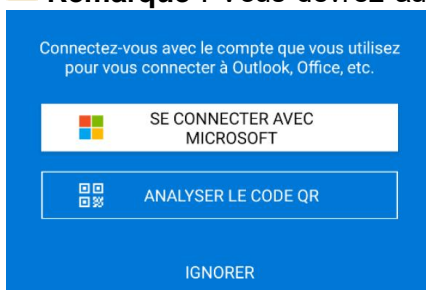 Remarque : Vous devrez au
Connectez-vous avec le compte que vous utilisez
pour vous connecter à Outlook, Office, etc.
SE CONNECTER AVEC
MICROSOFT
ANALYSER LE CODE QR
IGNORER